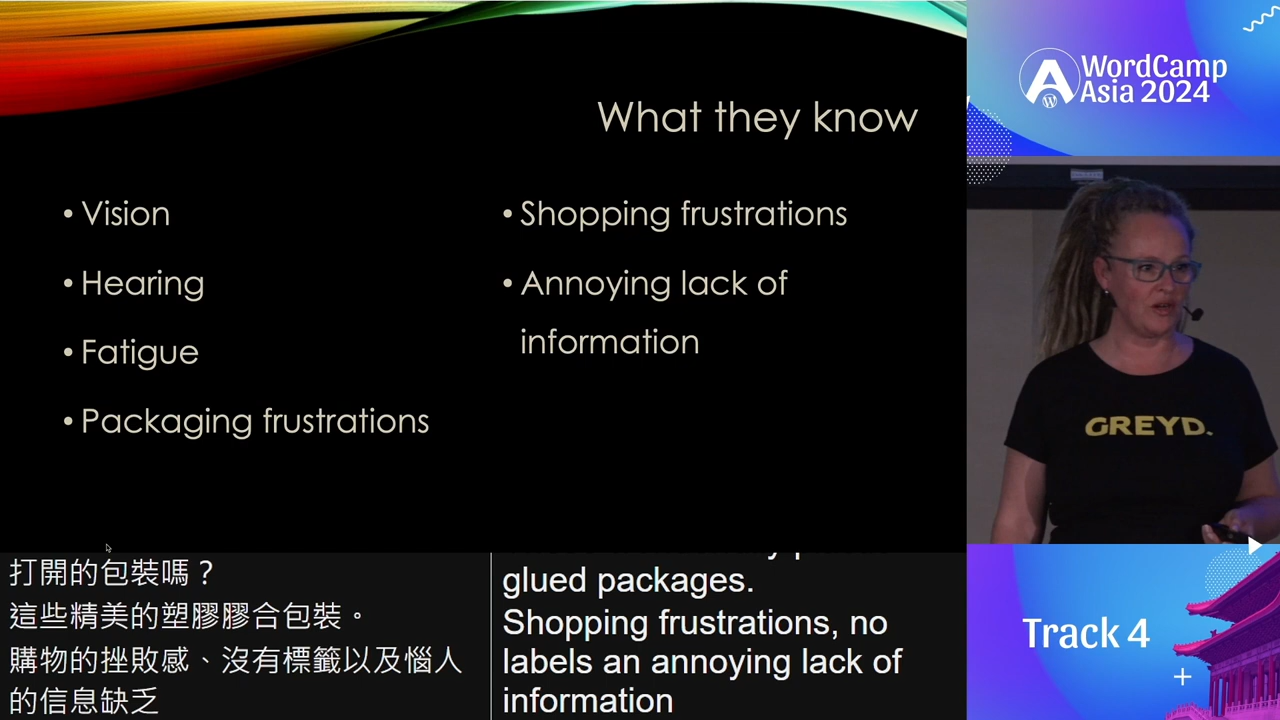 What they know
• Vision
• Hearing
• Fatigue
• Packaging frustrations
• Shopping frustrations
• Annoying lack of
information
打開的包裝嗎？
這些精美的塑膠膠合包裝。
購物的挫敗感、沒有標籤以及惱人
的信息缺乏
glued packages.
Shopping frustrations, no
labels an annoying lack of
information
WordCamp
Asia 2024
GREYD.
Track 4